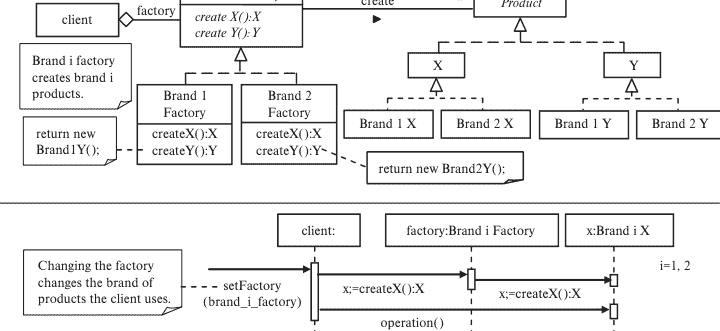 client
factory
create X():X
create Y():Y
create
Product
Brand i factory
creates brand i
products.
X
Y
Brand 1
Factory
createX():X
createY():Y
Brand 2
Factory
createX():X
createY():Y
Brand 1 X
Brand 2 X
Brand 1 Y
Brand 2 Y
return new
Brand1Y();
return new Brand2Y();
client:
factory:Brand i Factory
x:Brand i X
Changing the factory
changes the brand of
products the client uses.
setFactory
(brand_i_factory)
x;=createX():X
x;=createX():X
i=1, 2
operation()